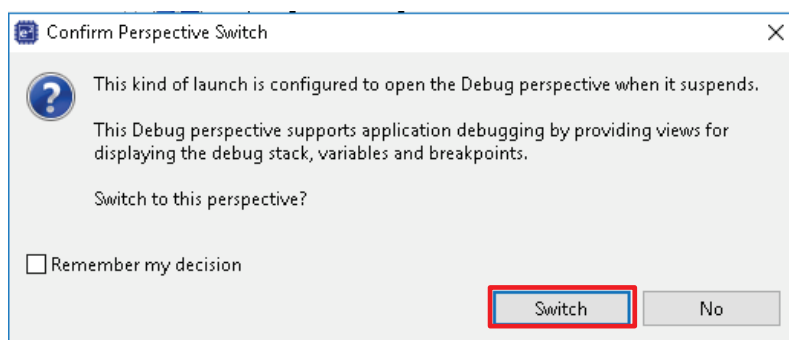 Confirm Perspective Switch
This kind of launch is configured to open the Debug perspective when it suspends.
This Debug perspective supports application debugging by providing views for
displaying the debug stack, variables and breakpoints.
Switch to this perspective?
Remember my decision
Switch
No